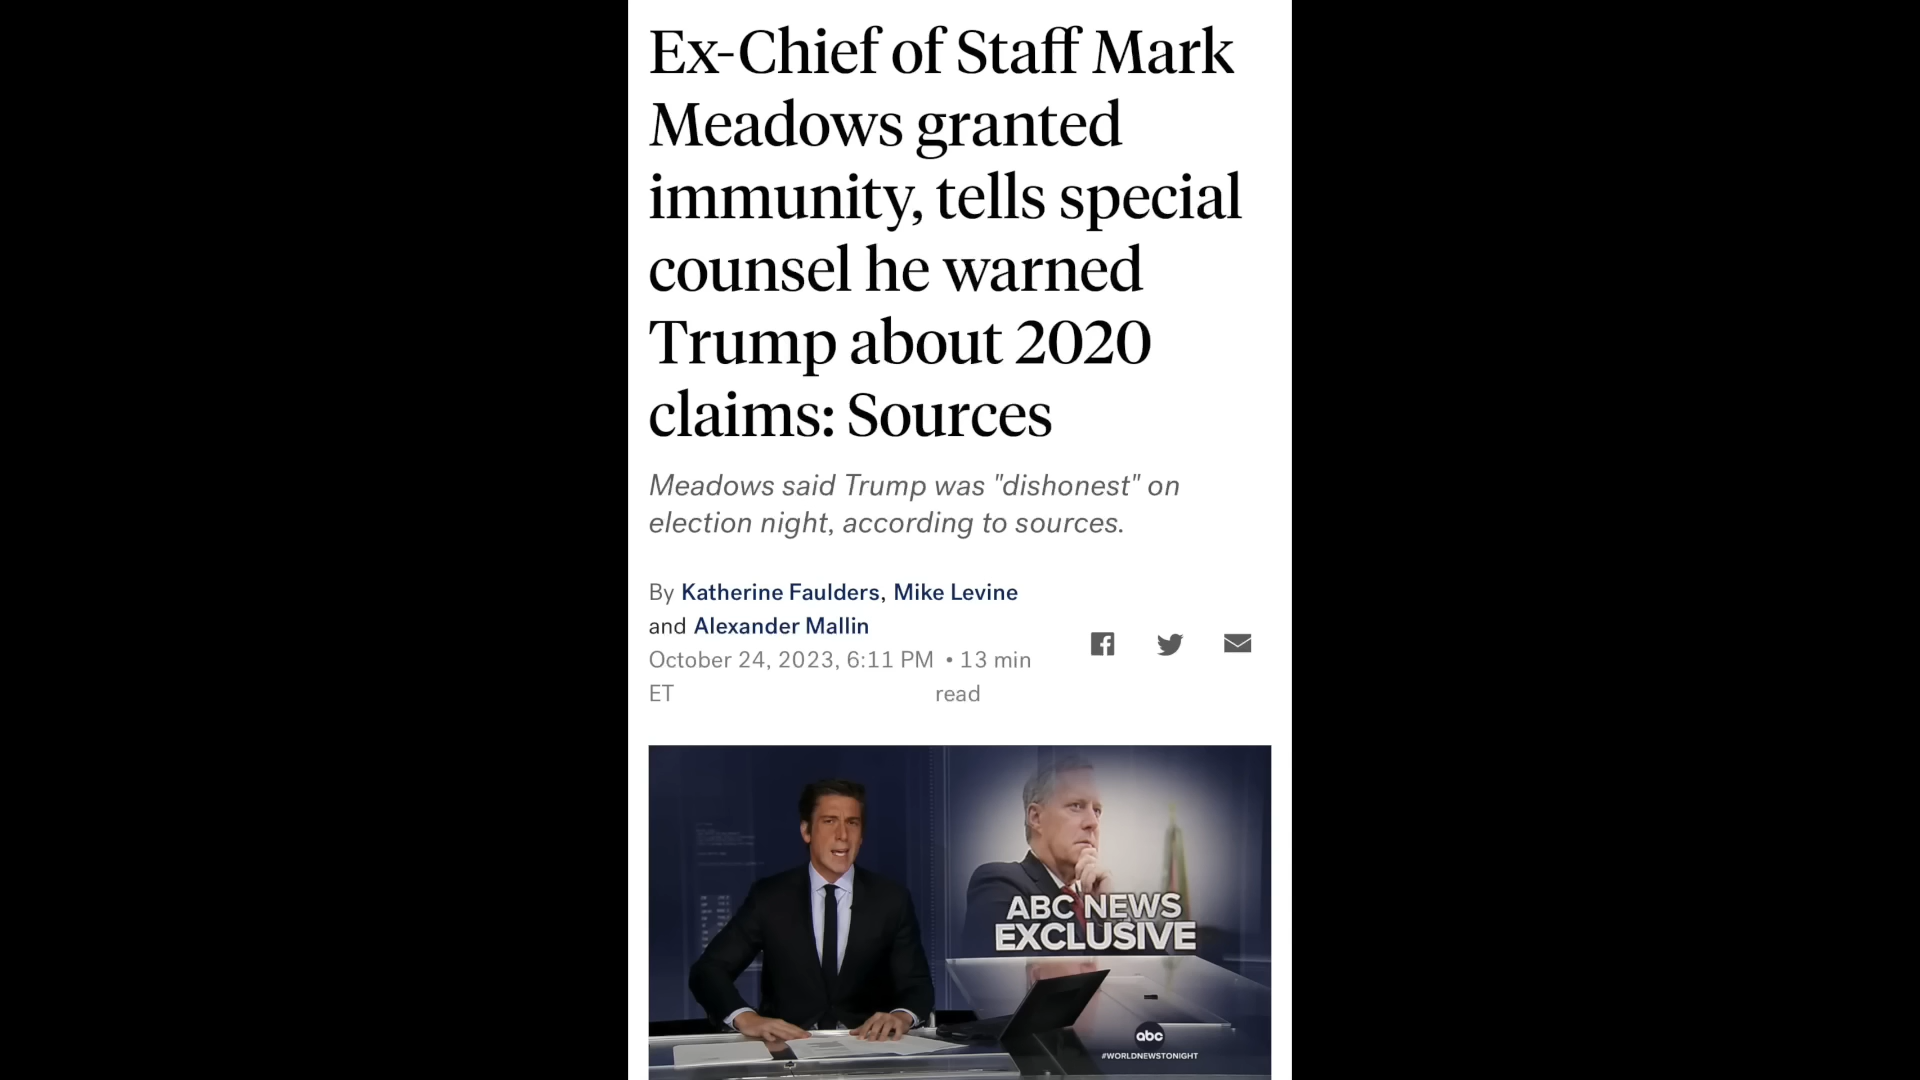 Ex-Chief of Staff Mark
Meadows granted
immunity, tells special
counsel he warned
Trump about 2020
claims: Sources
Meadows said Trump was "dishonest" on
election night, according to sources.
By Katherine Faulders, Mike Levine
and Alexander Mallin
October 24, 2023, 6:11 PM • 13 min
ET read
ABC NEWS
EXCLUSIVE
abc
#WORLDNEWSTONIGHT